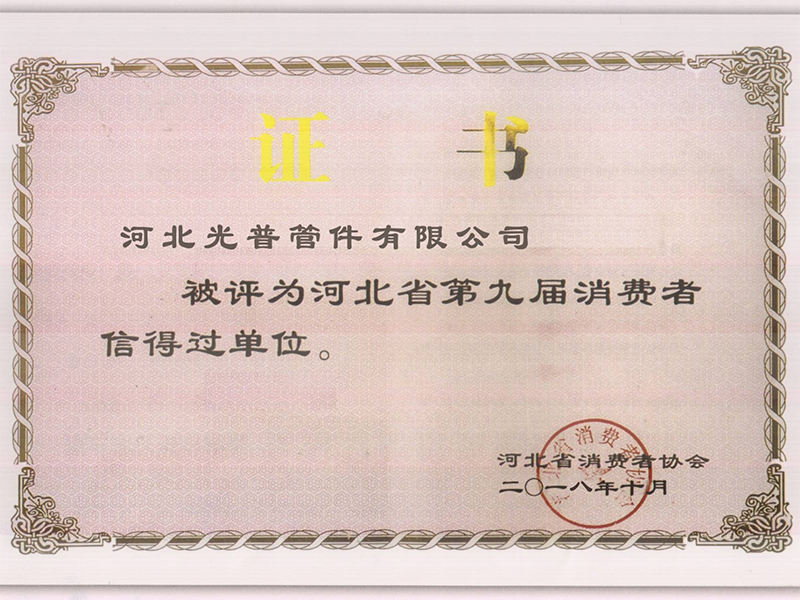 证 书
河北光普管件有限公司
被评为河北省第九届消费者
信得过单位。
河北省消费者协会
二〇一八年十月